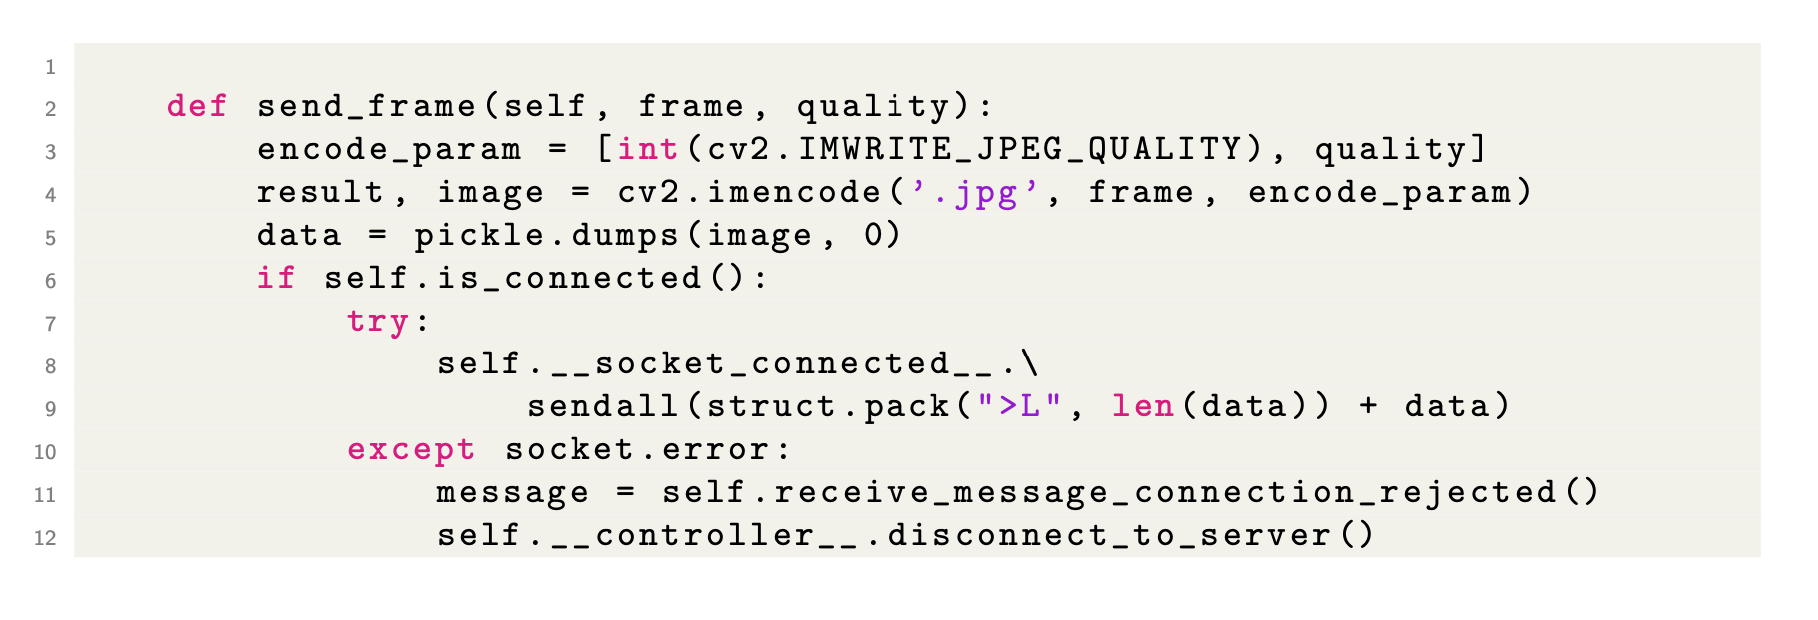 1
2 def send_frame(self, frame, quality):
3 encode_param = [int(cv2.IMWRITE_JPEG_QUALITY), quality]
4 result, image = cv2.imencode('.jpg', frame, encode_param)
5 data = pickle.dumps(image, 0)
6 if self.is_connected():
7 try:
8 self.__socket_connected__.\
9 sendall(struct.pack(">L", len(data)) + data)
10 except socket.error:
11 message = self.receive_message_connection_rejected()
12 self.__controller__.disconnect_to_server()